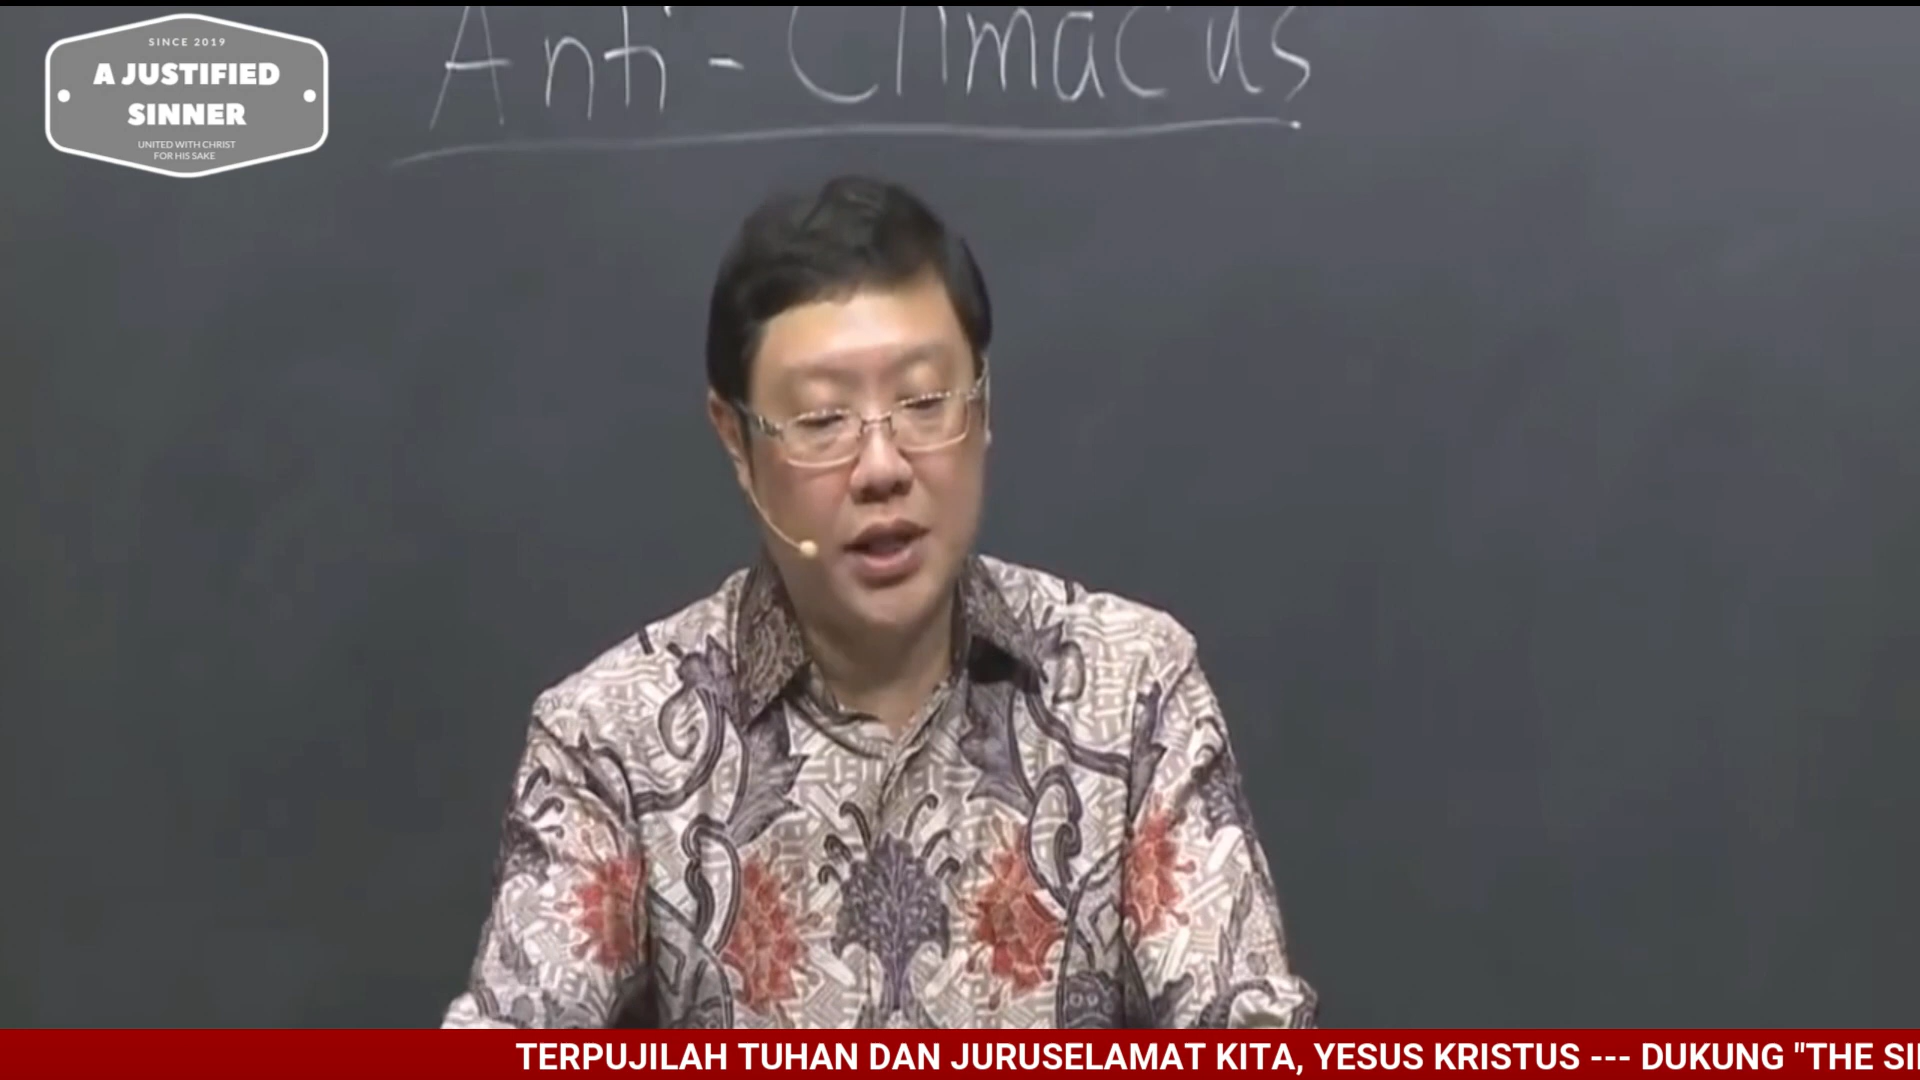 Anti-Climacus
SINCE 2019
A JUSTIFIED
SINNER
UNITED WITH CHRIST
FOR HIS SAKE
TERPUJILAH TUHAN DAN JURUSELAMAT KITA, YESUS KRISTUS --- DUKUNG "THE